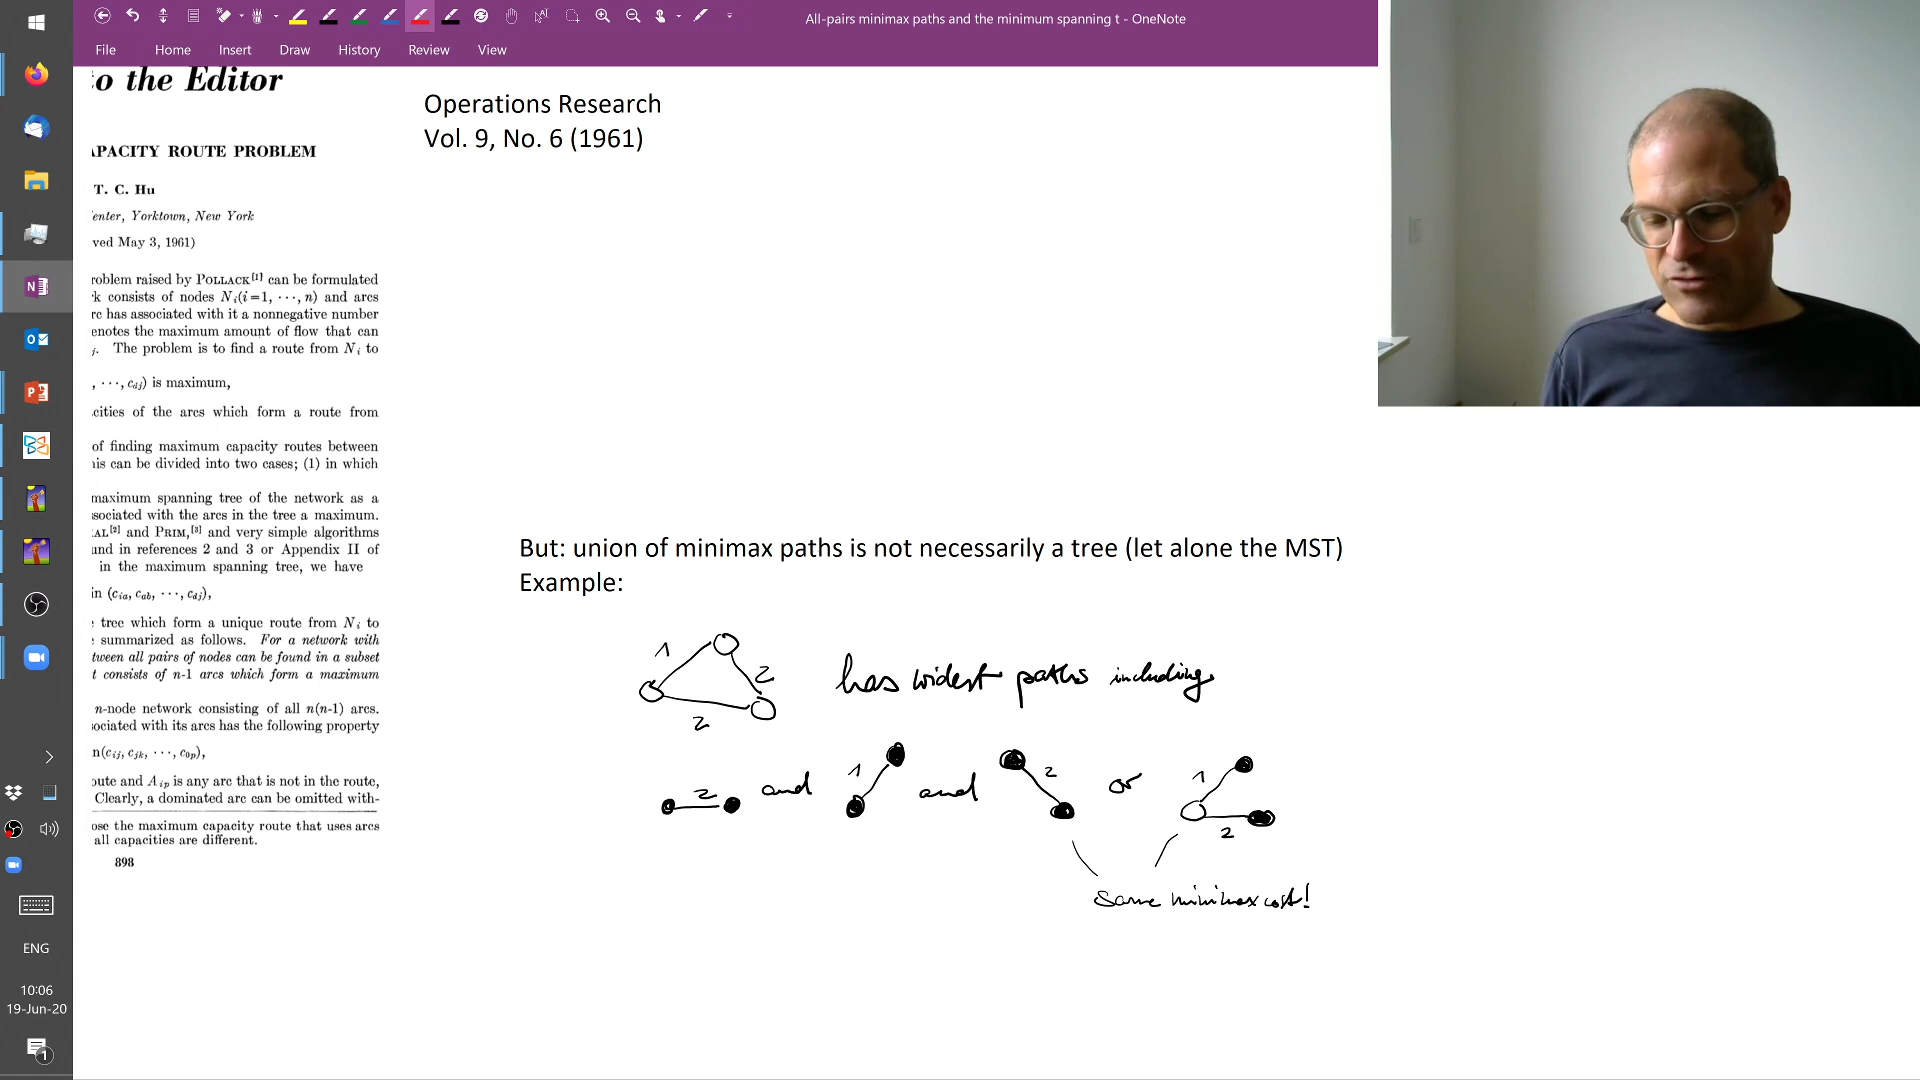 All-pairs minimax paths and the minimum spanning t - OneNote
File Home Insert Draw History Review View
to the Editor
APACITY ROUTE PROBLEM
T. C. Hu
enter, Yorktown, New York
ved May 3, 1961)
roblem raised by POLLACK[1] can be formulated
k consists of nodes Ni(i=1, ···, n) and arcs
rc has associated with it a nonnegative number
enotes the maximum amount of flow that can
j. The problem is to find a route from Ni to
, ···, cdj) is maximum,
cities of the arcs which form a route from
of finding maximum capacity routes between
his can be divided into two cases; (1) in which
maximum spanning tree of the network as a
ssociated with the arcs in the tree a maximum.
AL[2] and PRIM,[3] and very simple algorithms
und in references 2 and 3 or Appendix II of
in the maximum spanning tree, we have
in (cia, cab, ···, cdj),
tree which form a unique route from Ni to
summarized as follows. For a network with
tween all pairs of nodes can be found in a subset
t consists of n-1 arcs which form a maximum
n-node network consisting of all n(n-1) arcs.
sociated with its arcs has the following property
n(cij, cjk, ···, cop),
oute and Aip is any arc that is not in the route,
Clearly, a dominated arc can be omitted with-
ose the maximum capacity route that uses arcs
all capacities are different.
898
Operations Research
Vol. 9, No. 6 (1961)
But: union of minimax paths is not necessarily a tree (let alone the MST)
Example:
1 2 2 has widest paths including
2 and 1 and 2 or 1 2
same minimax cost!
ENG
10:06
19-Jun-20
1